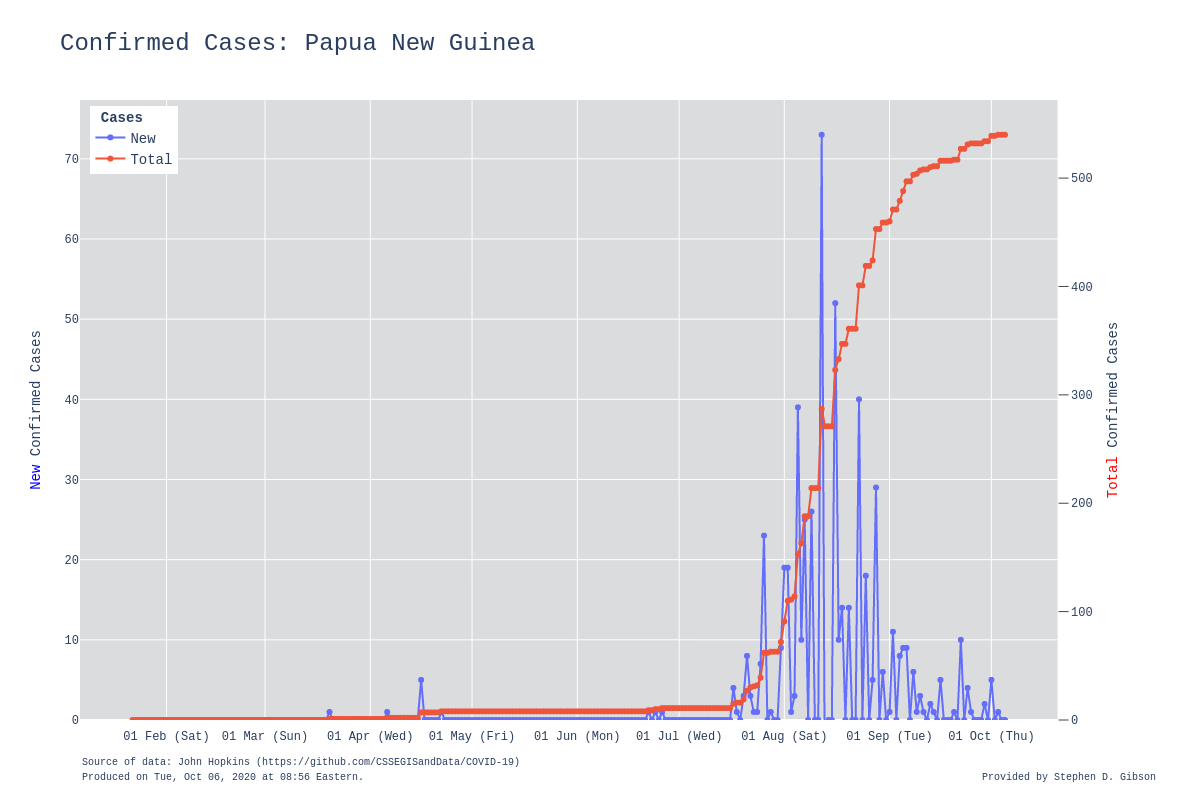 Confirmed Cases: Papua New Guinea
Cases
New
Total
70
60
50
40
30
20
10
0
500
400
300
200
100
0
New Confirmed Cases
Total Confirmed Cases
01 Feb (Sat) 01 Mar (Sun) 01 Apr (Wed) 01 May (Fri) 01 Jun (Mon) 01 Jul (Wed) 01 Aug (Sat) 01 Sep (Tue) 01 Oct (Thu)
Source of data: John Hopkins (https://github.com/CSSEGISandData/COVID-19)
Produced on Tue, Oct 06, 2020 at 08:56 Eastern.
Provided by Stephen D. Gibson